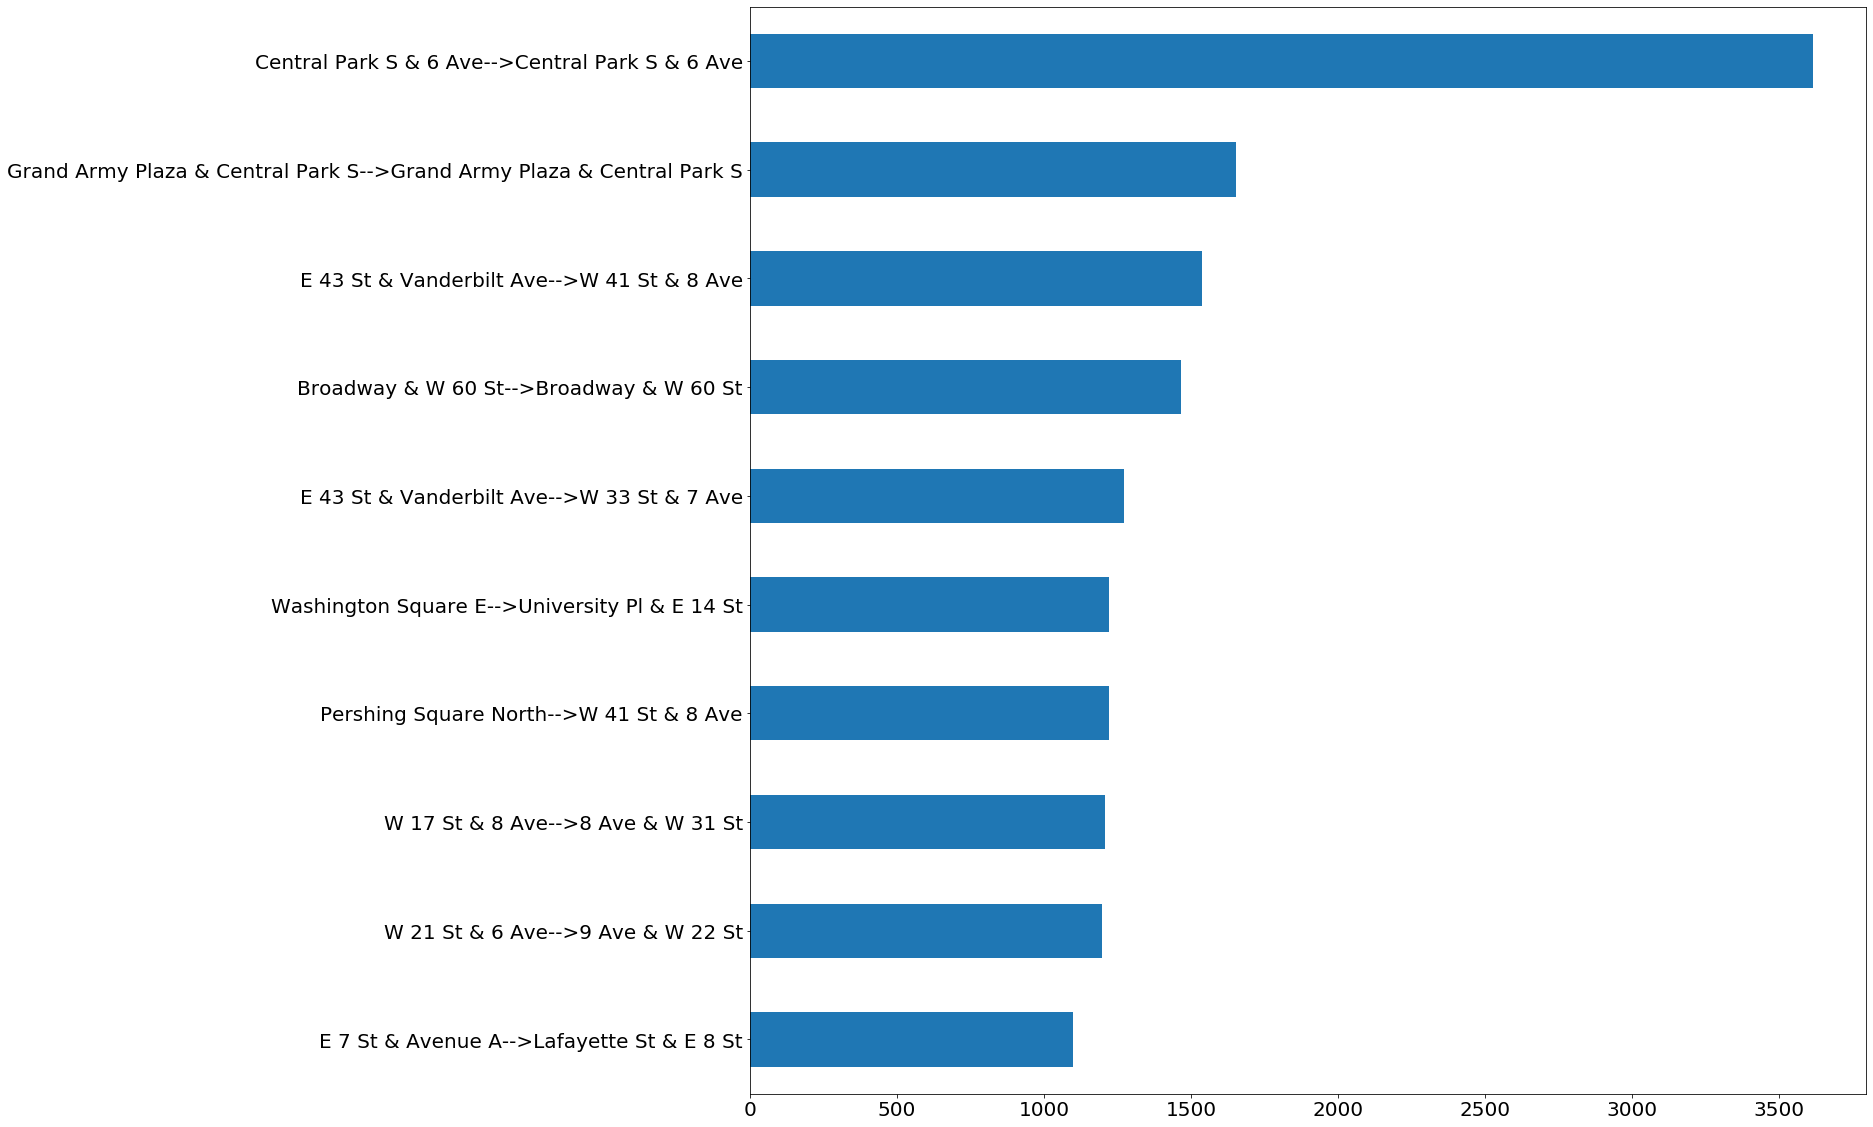 Central Park S & 6 Ave-->Central Park S & 6 Ave
Grand Army Plaza & Central Park S-->Grand Army Plaza & Central Park S
E 43 St & Vanderbilt Ave-->W 41 St & 8 Ave
Broadway & W 60 St-->Broadway & W 60 St
E 43 St & Vanderbilt Ave-->W 33 St & 7 Ave
Washington Square E-->University Pl & E 14 St
Pershing Square North-->W 41 St & 8 Ave
W 17 St & 8 Ave-->8 Ave & W 31 St
W 21 St & 6 Ave-->9 Ave & W 22 St
E 7 St & Avenue A-->Lafayette St & E 8 St
0 500 1000 1500 2000 2500 3000 3500